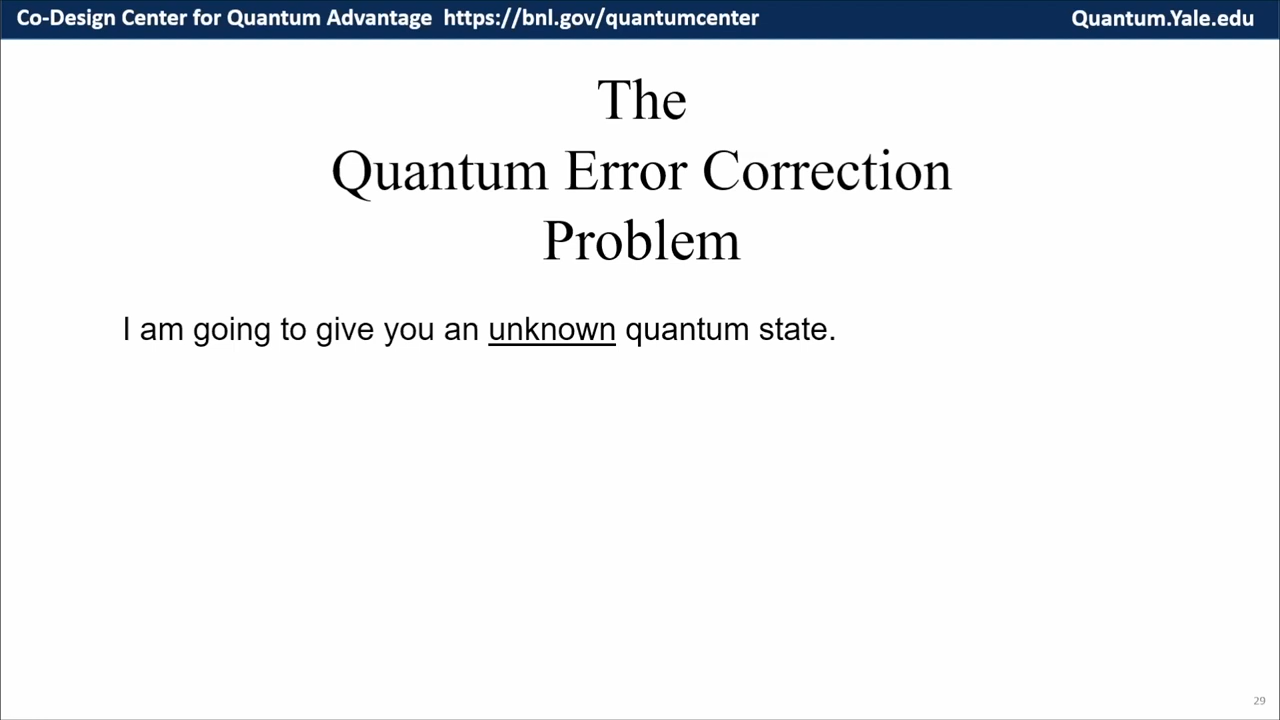 Co-Design Center for Quantum Advantage https://bnl.gov/quantumcenter Quantum.Yale.edu
The
Quantum Error Correction
Problem
I am going to give you an unknown quantum state.
29